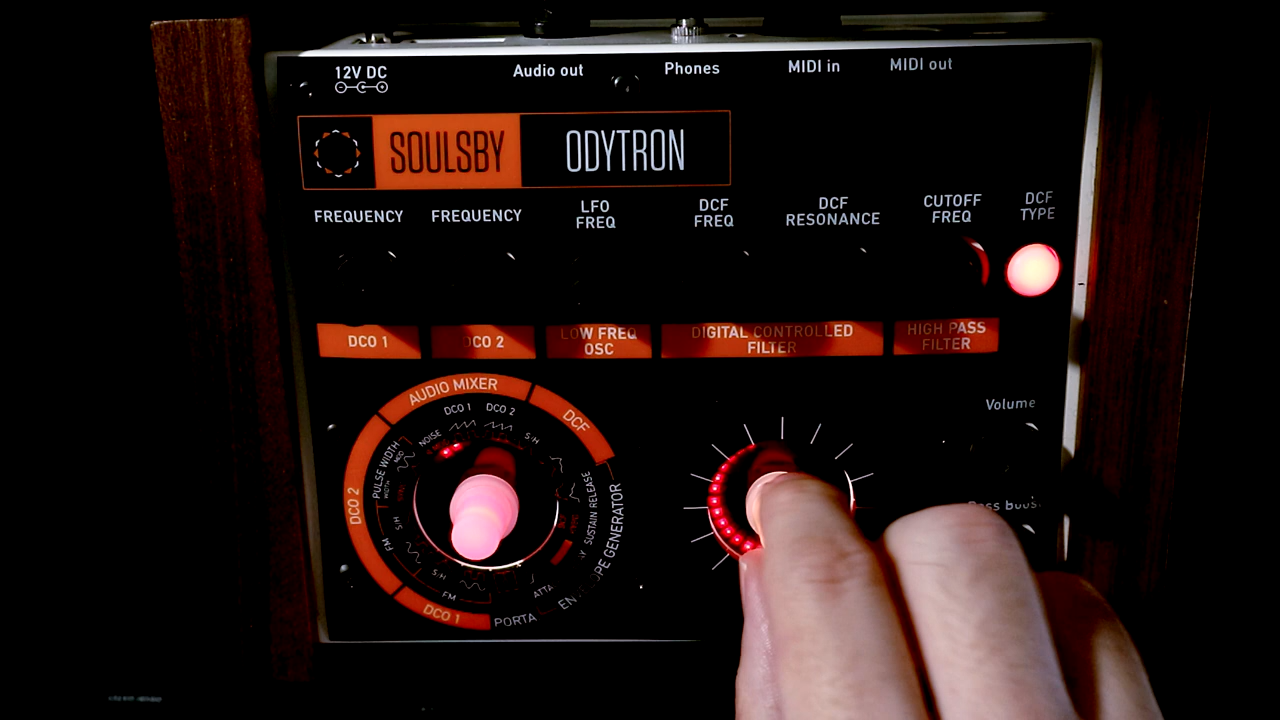 12V DC
Audio out
Phones
MIDI in
MIDI out
SOULSBY
ODYTRON
FREQUENCY
FREQUENCY
LFO
FREQ
DCF
FREQ
DCF
RESONANCE
CUTOFF
FREQ
DCF
TYPE
DCO 1
DCO 2
LOW FREQ
OSC
DIGITAL CONTROLLED
FILTER
HIGH PASS
FILTER
AUDIO MIXER
DCF
DCO 1
DCO 2
NOISE
S/H
PULSE WIDTH
MOD
WIDTH
DCO 2
S/H
FM
S/H
FM
DCO 1
PORTA
ATTA
SUSTAIN
RELEASE
GENERATOR
Volume